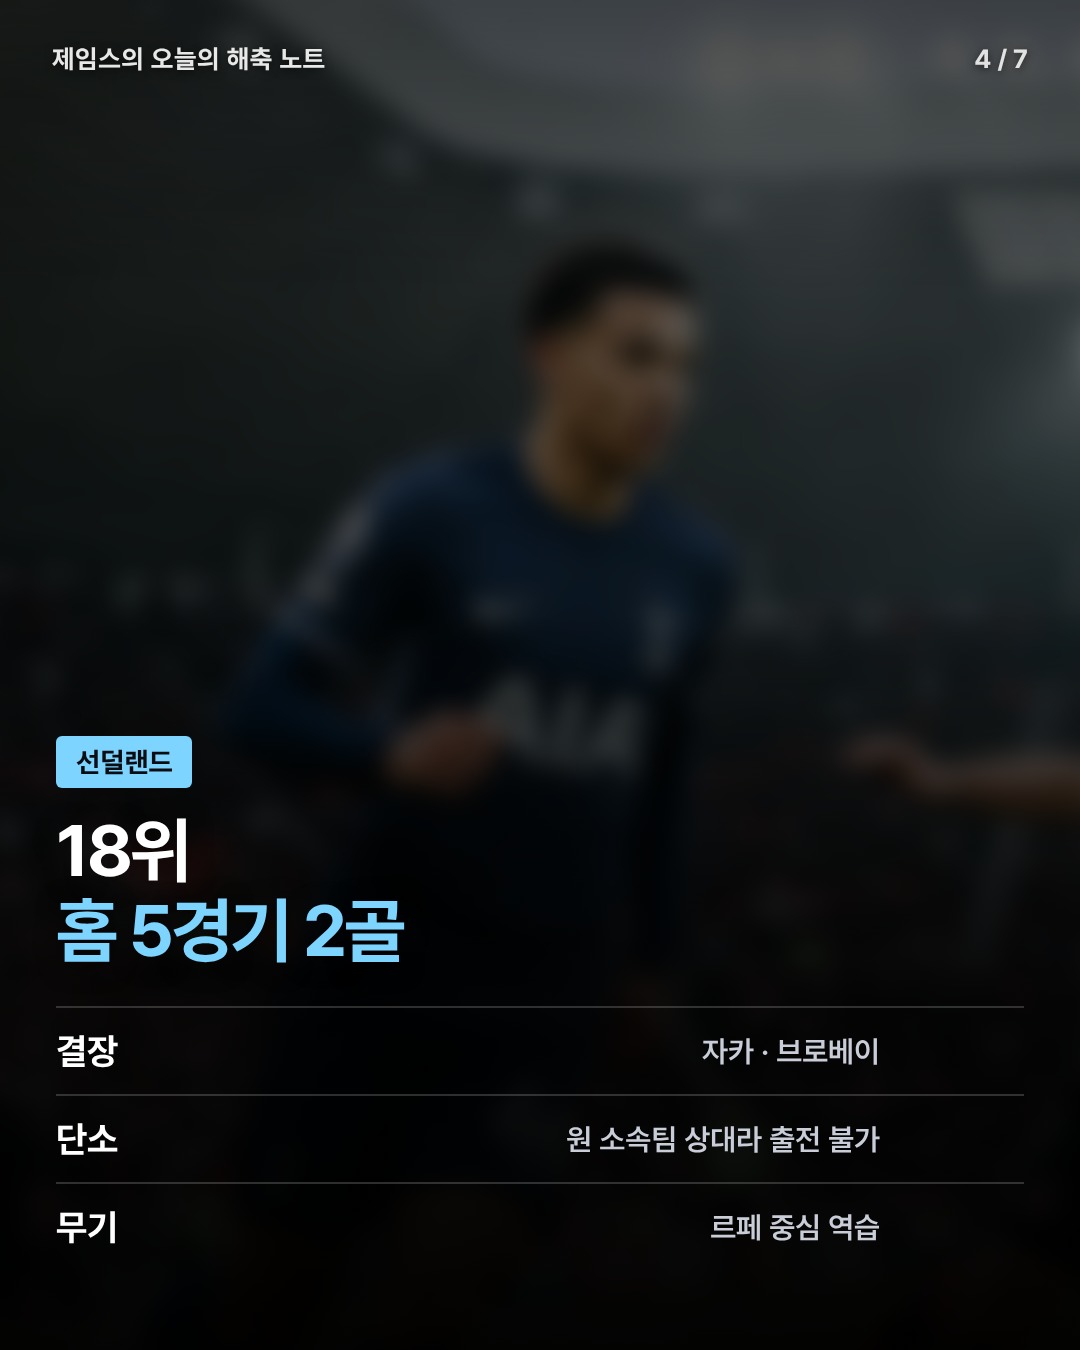 제임스의 오늘의 해축 노트
4 / 7
AIA
선덜랜드
18위
홈 5경기 2골
결장
자카 · 브로베이
단소
원 소속팀 상대라 출전 불가
무기
르페 중심 역습